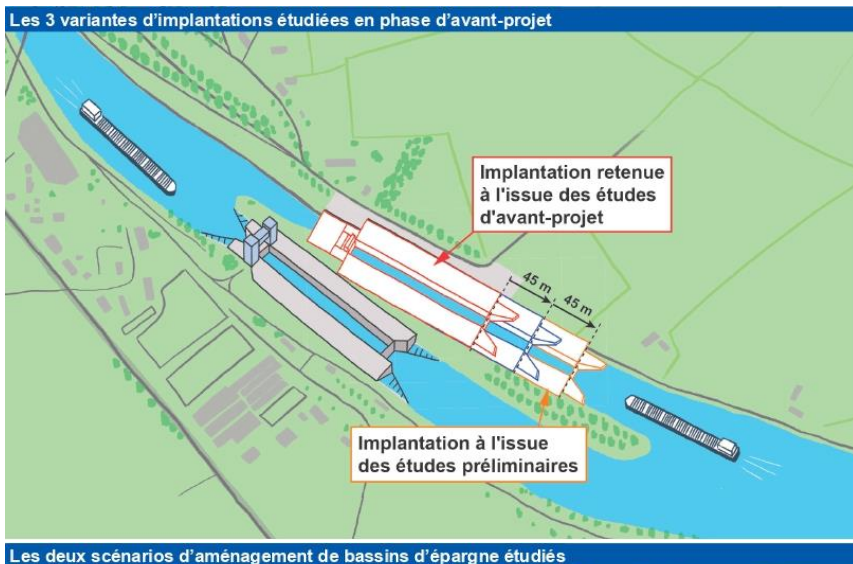 Les 3 variantes d’implantations étudiées en phase d’avant-projet
Implantation retenue
à l'issue des études
d'avant-projet
45 m
45 m
Implantation à l'issue
des études préliminaires
Les deux scénarios d’aménagement de bassins d’épargne étudiés